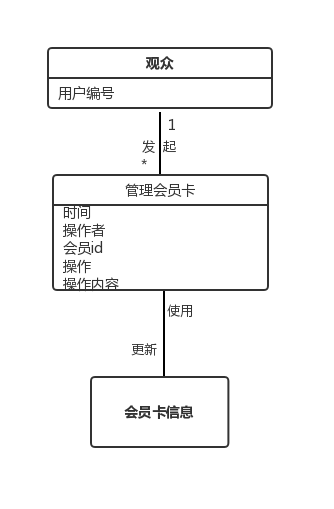 观众
用户编号
1
发起
*
管理会员卡
时间
操作者
会员id
操作
操作内容
使用
更新
会员卡信息